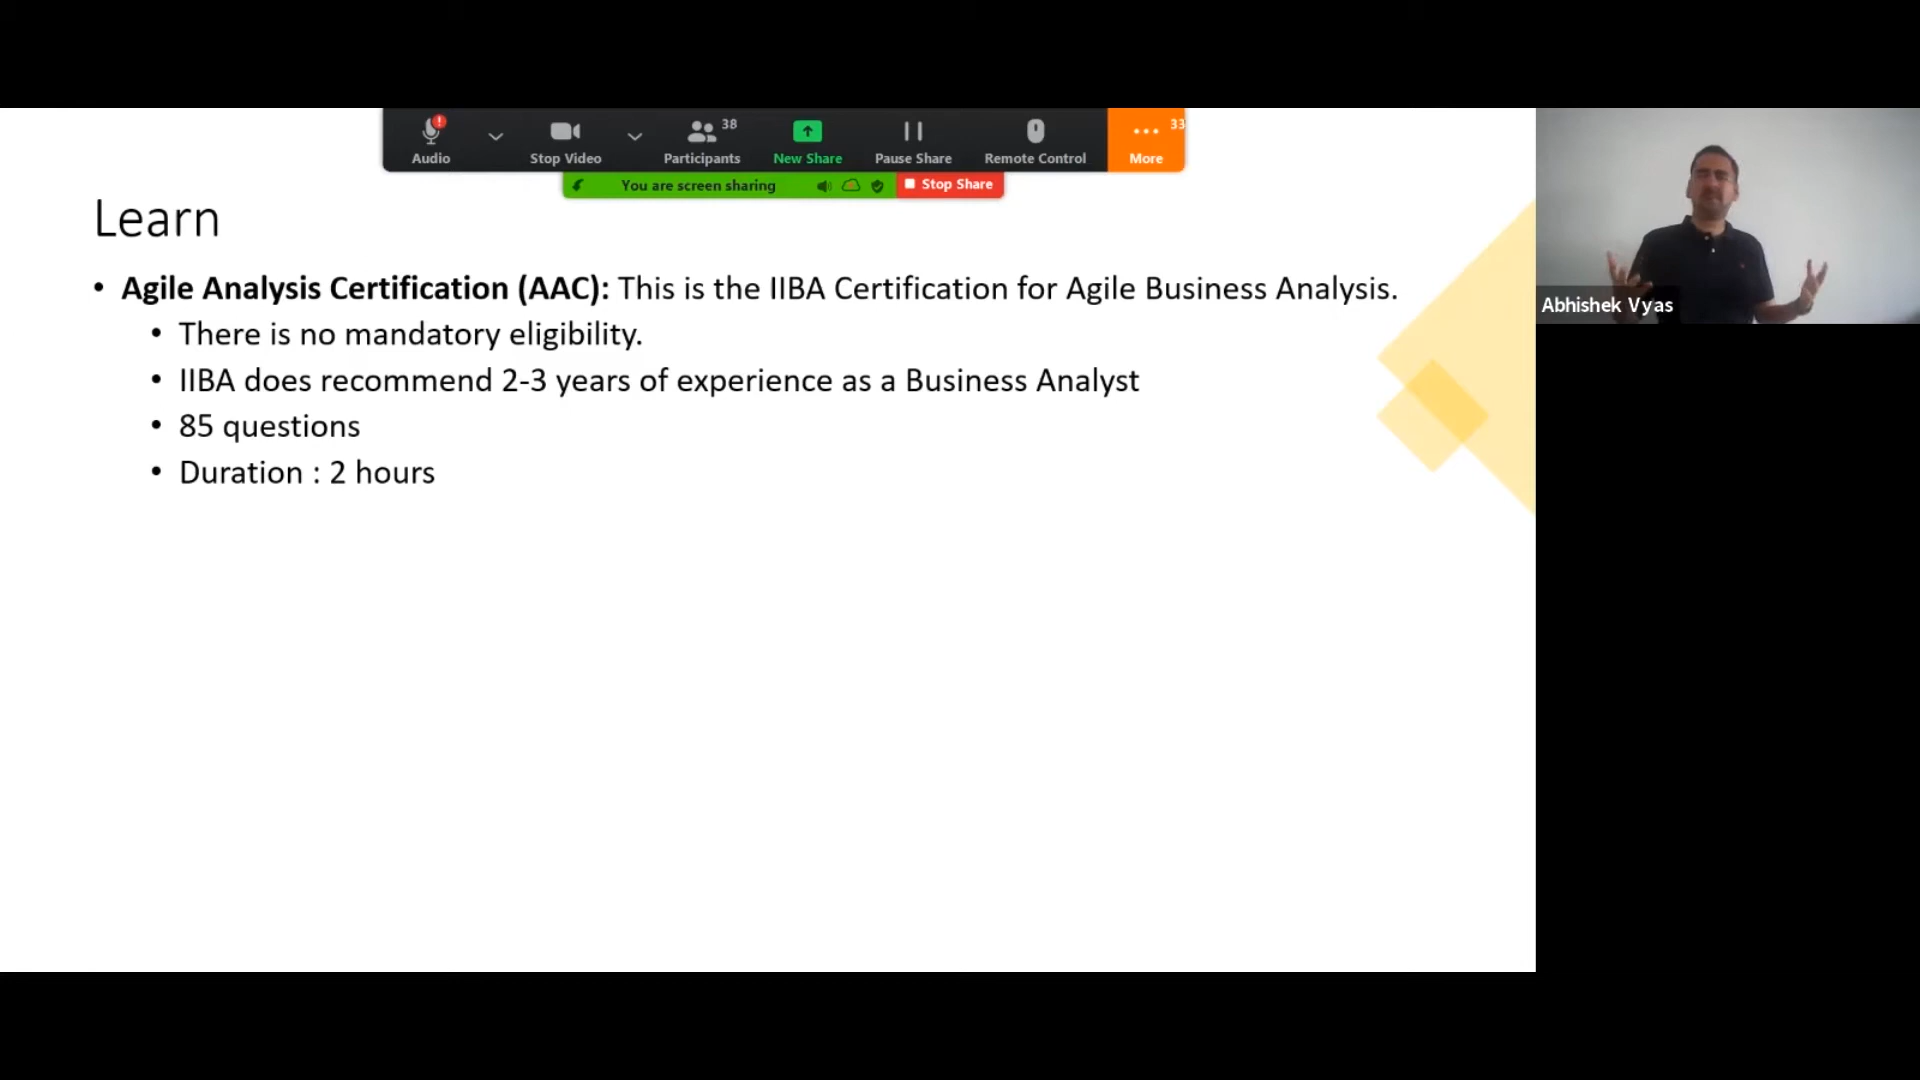 38
33
Audio
Stop Video
Participants
New Share
Pause Share
Remote Control
More
You are screen sharing
Stop Share
Learn
• Agile Analysis Certification (AAC): This is the IIBA Certification for Agile Business Analysis.
• There is no mandatory eligibility.
• IIBA does recommend 2-3 years of experience as a Business Analyst
• 85 questions
• Duration : 2 hours
Abhishek Vyas